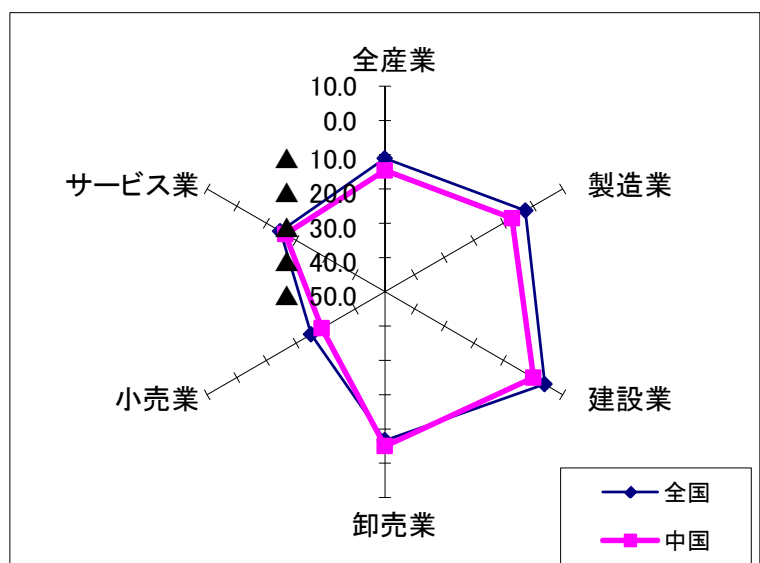 全産業
10.0
0.0
▲ 10.0
▲ 20.0
▲ 30.0
▲ 40.0
▲ 50.0
サービス業
製造業
小売業
建設業
卸売業
全国
中国